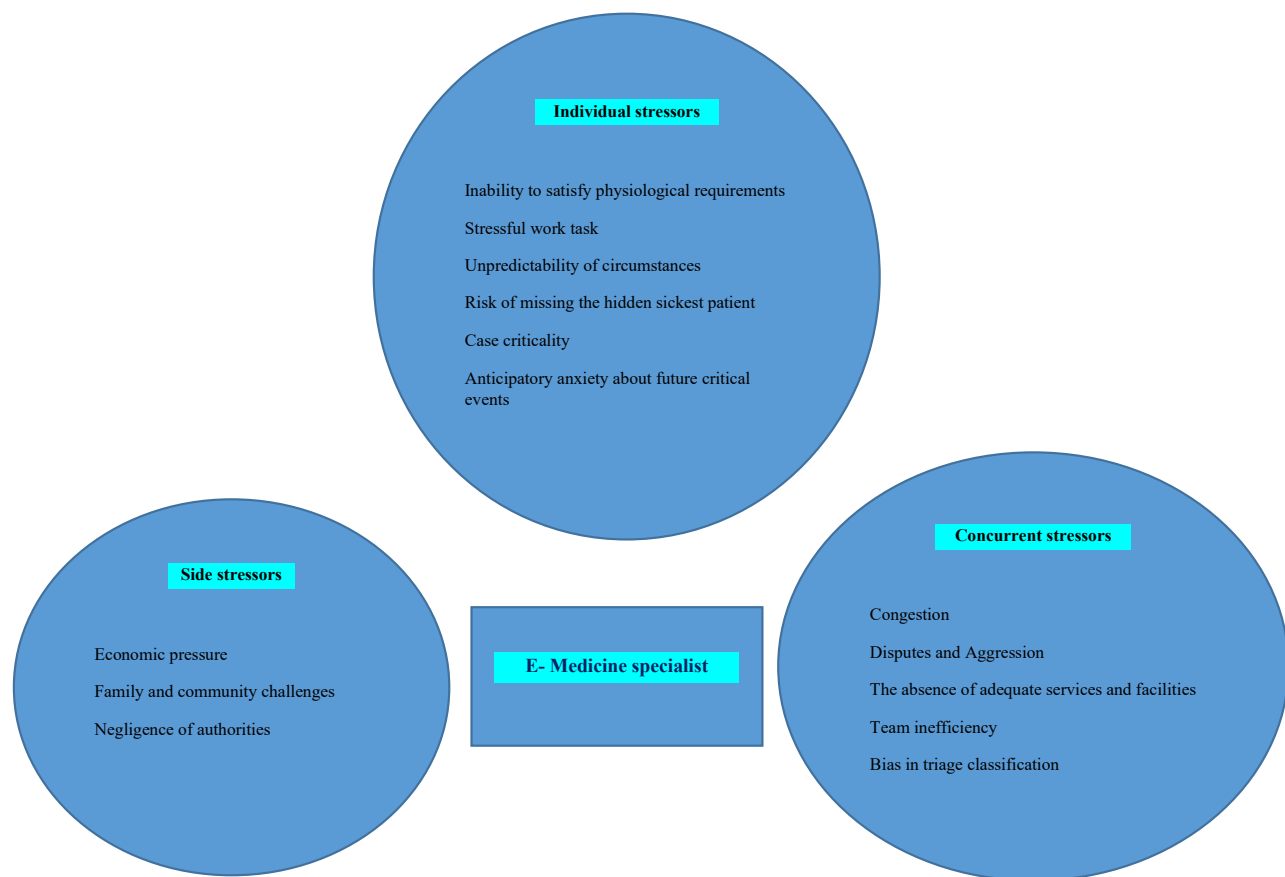 Individual stressors
Inability to satisfy physiological requirements
Stressful work task
Unpredictability of circumstances
Risk of missing the hidden sickest patient
Case criticality
Anticipatory anxiety about future critical
events
Side stressors
Economic pressure
Family and community challenges
Negligence of authorities
E- Medicine specialist
Concurrent stressors
Congestion
Disputes and Aggression
The absence of adequate services and facilities
Team inefficiency
Bias in triage classification